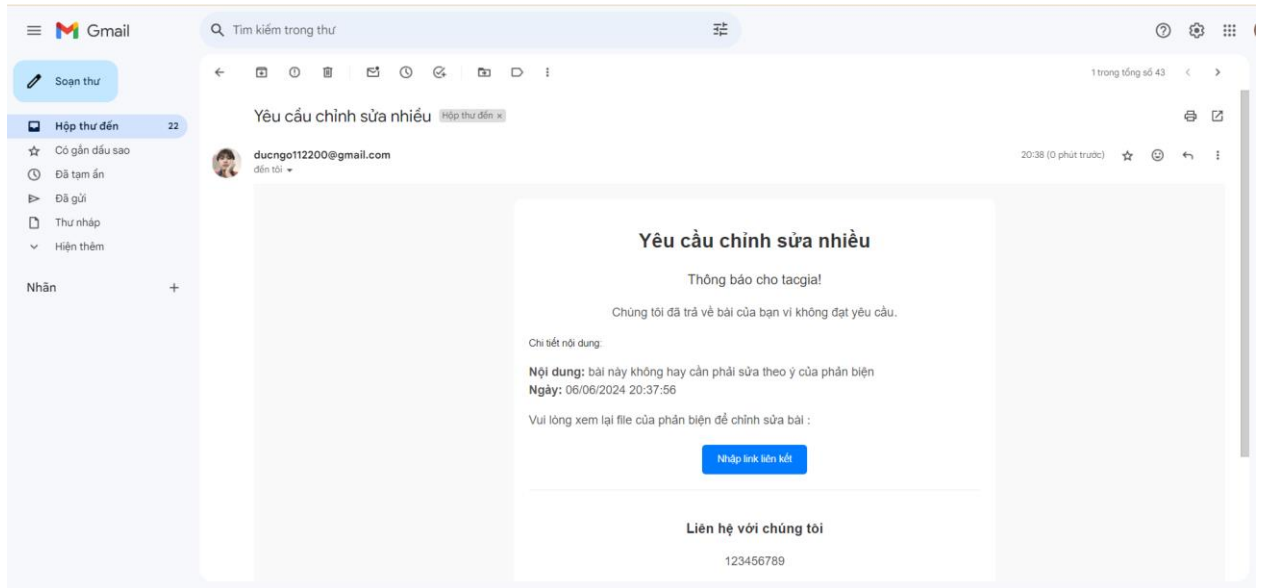 Gmail
Tìm kiếm trong thư
Soạn thư
1 trong tổng số 43
Yêu cầu chỉnh sửa nhiều Hộp thư đến ×
Hộp thư đến 22
Có gắn dấu sao
Đã tạm ẩn
Đã gửi
Thư nháp
Hiện thêm
Nhãn +
ducngo112200@gmail.com
20:38 (0 phút trước)
đến tôi
Yêu cầu chỉnh sửa nhiều
Thông báo cho tacgia!
Chúng tôi đã trả về bài của bạn vì không đạt yêu cầu.
Chi tiết nội dung:
Nội dung: bài này không hay cần phải sửa theo ý của phản biện
Ngày: 06/06/2024 20:37:56
Vui lòng xem lại file của phản biện để chỉnh sửa bài :
Nhập link liên kết
Liên hệ với chúng tôi
123456789